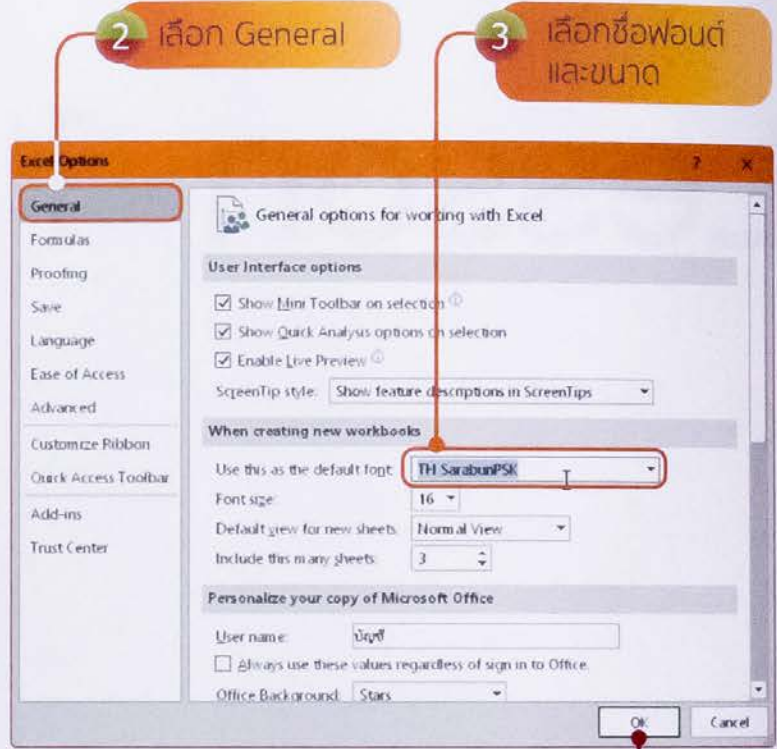 2 เลือก General
3 เลือกชื่อฟอนต์
และขนาด
Excel Options
General
Formulas
Proofing
Save
Language
Ease of Access
Advanced
Customize Ribbon
Quick Access Toolbar
Add-ins
Trust Center
General options for working with Excel.
User Interface options
Show Mini Toolbar on selection
Show Quick Analysis options on selection
Enable Live Preview
ScreenTip style: Show feature descriptions in ScreenTips
When creating new workbooks
Use this as the default font: TH SarabunPSK
Font size: 16
Default view for new sheets: Normal View
Include this many sheets: 3
Personalize your copy of Microsoft Office
User name: บัญชี
Always use these values regardless of sign in to Office.
Office Background: Stars
OK Cancel